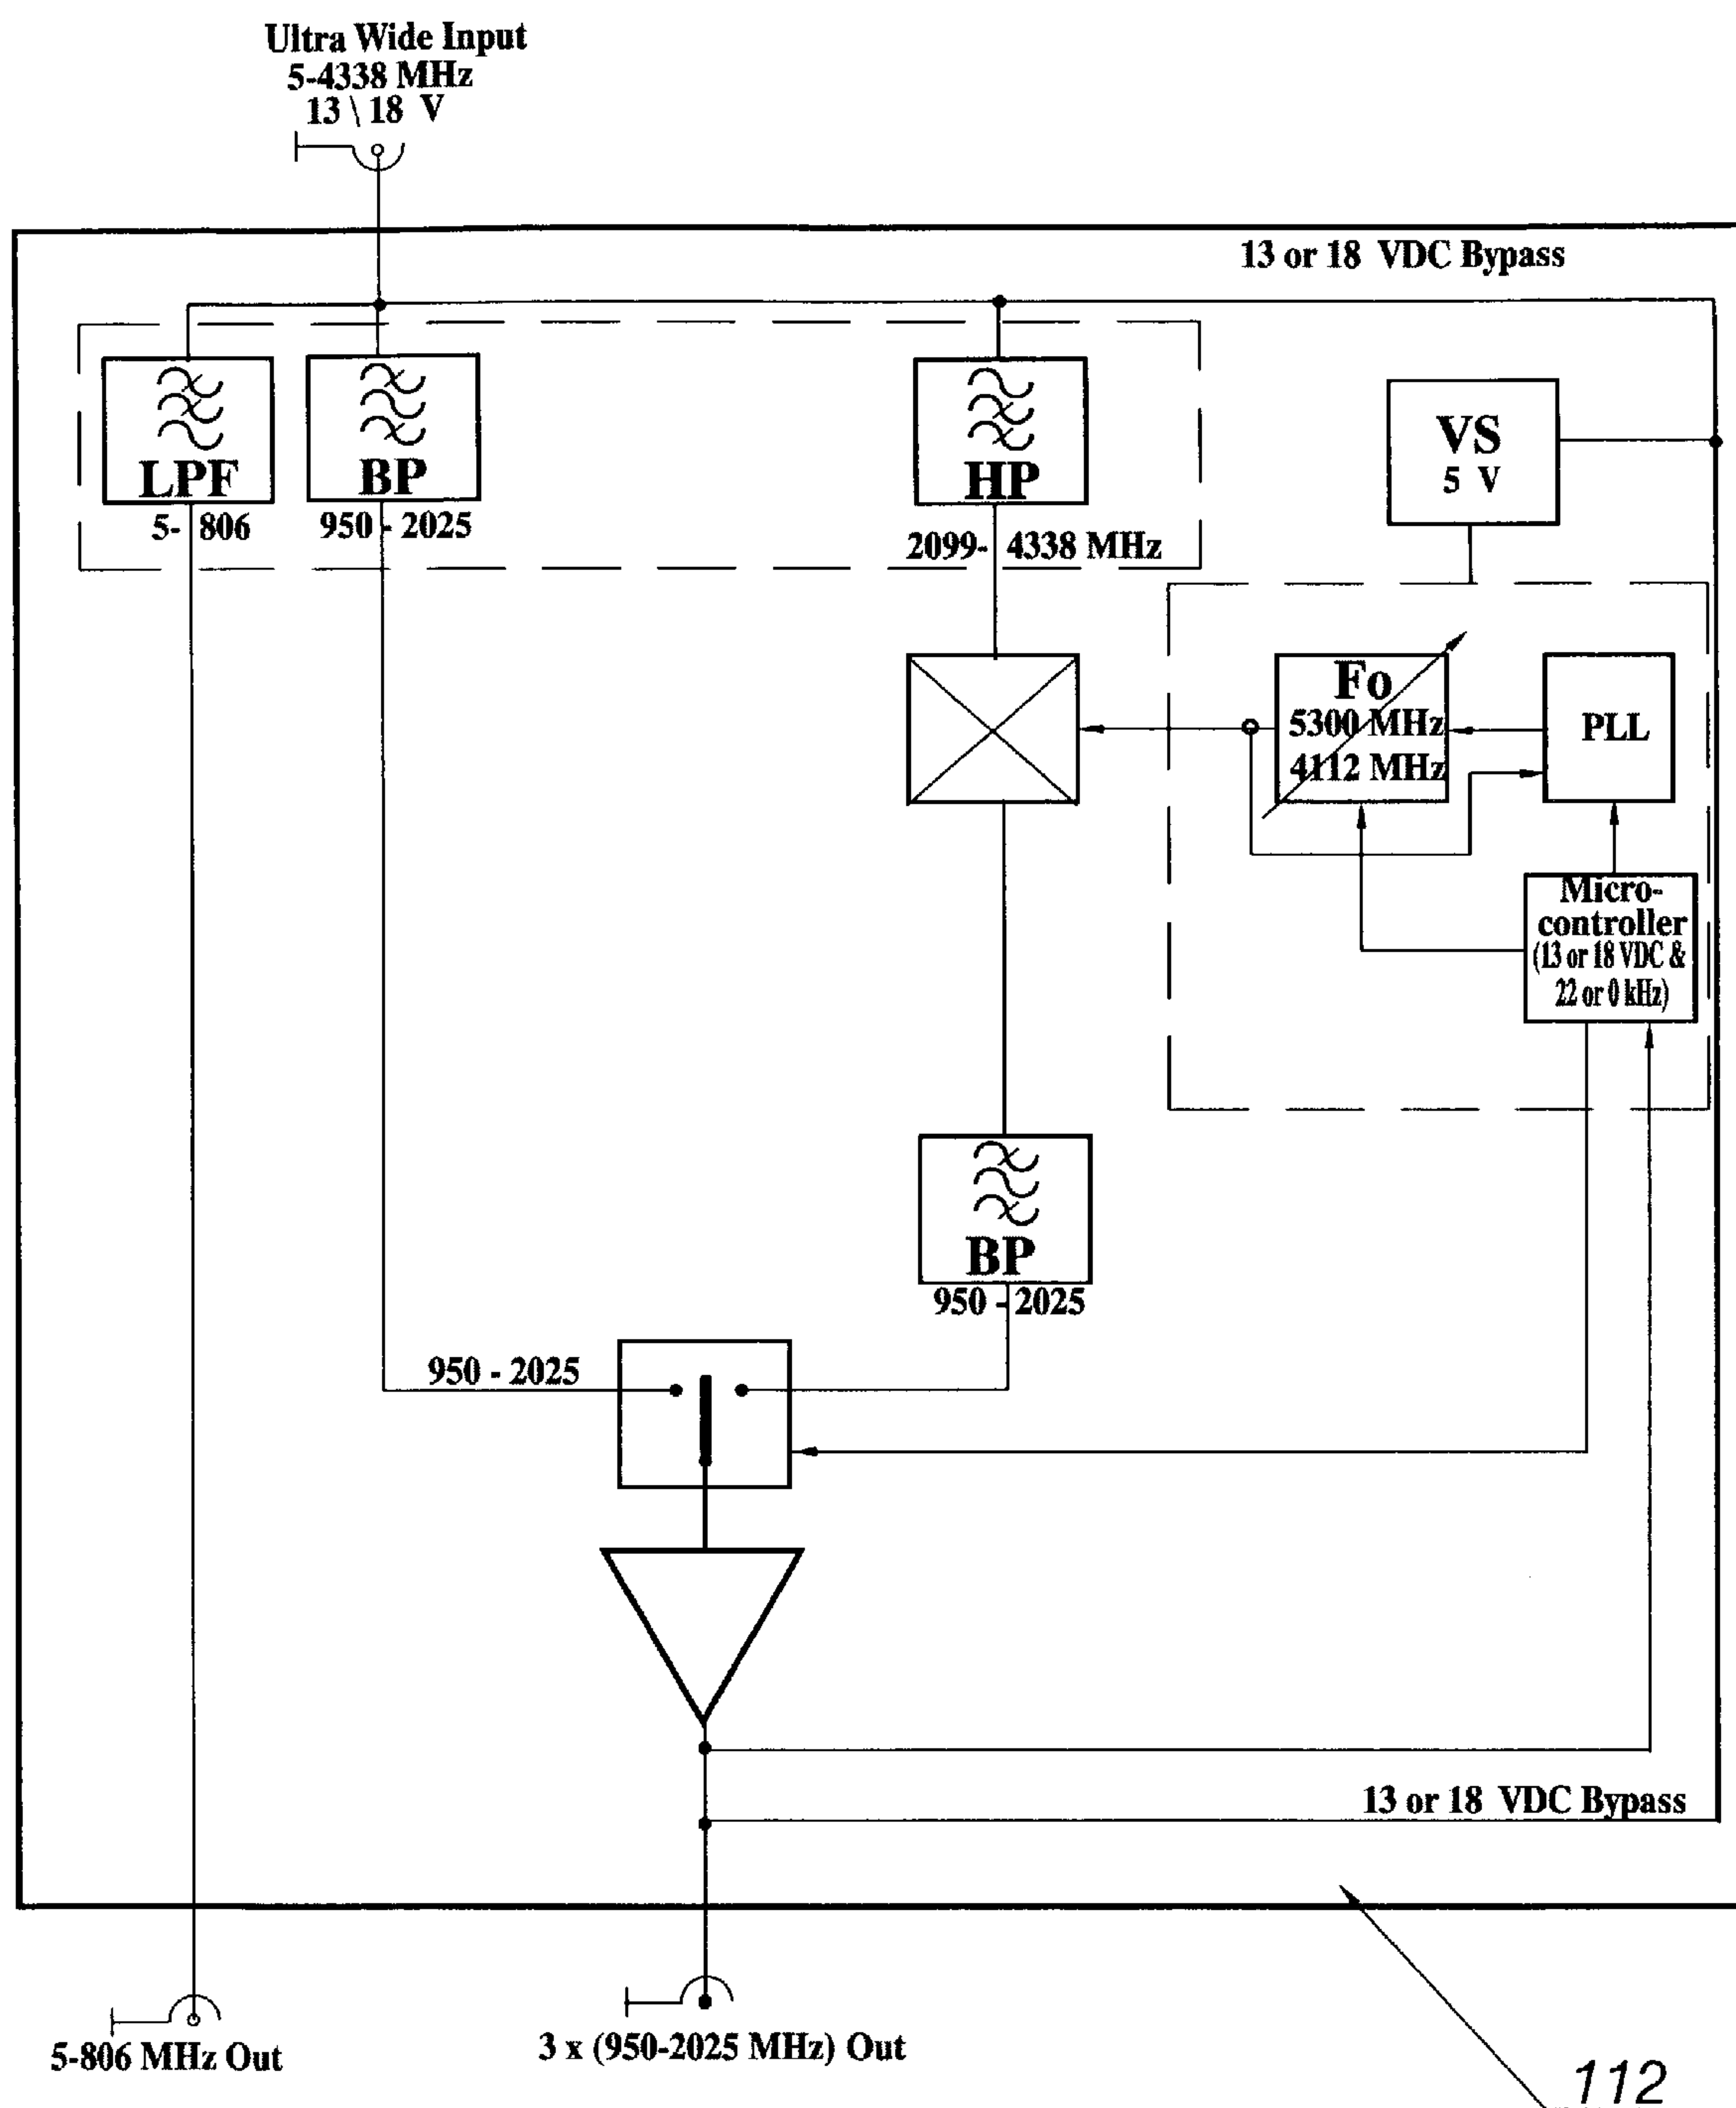 Ultra Wide Input
5-4338 MHz
13 \ 18 V
13 or 18 VDC Bypass
LPF
5- 806
BP
950 - 2025
HP
2099- 4338 MHz
VS
5 V
Fo
5300 MHz
4112 MHz
PLL
Micro-
controller
(13 or 18 VDC &
22 or 0 kHz)
BP
950 - 2025
950 - 2025
13 or 18 VDC Bypass
5-806 MHz Out
3 x (950-2025 MHz) Out
112